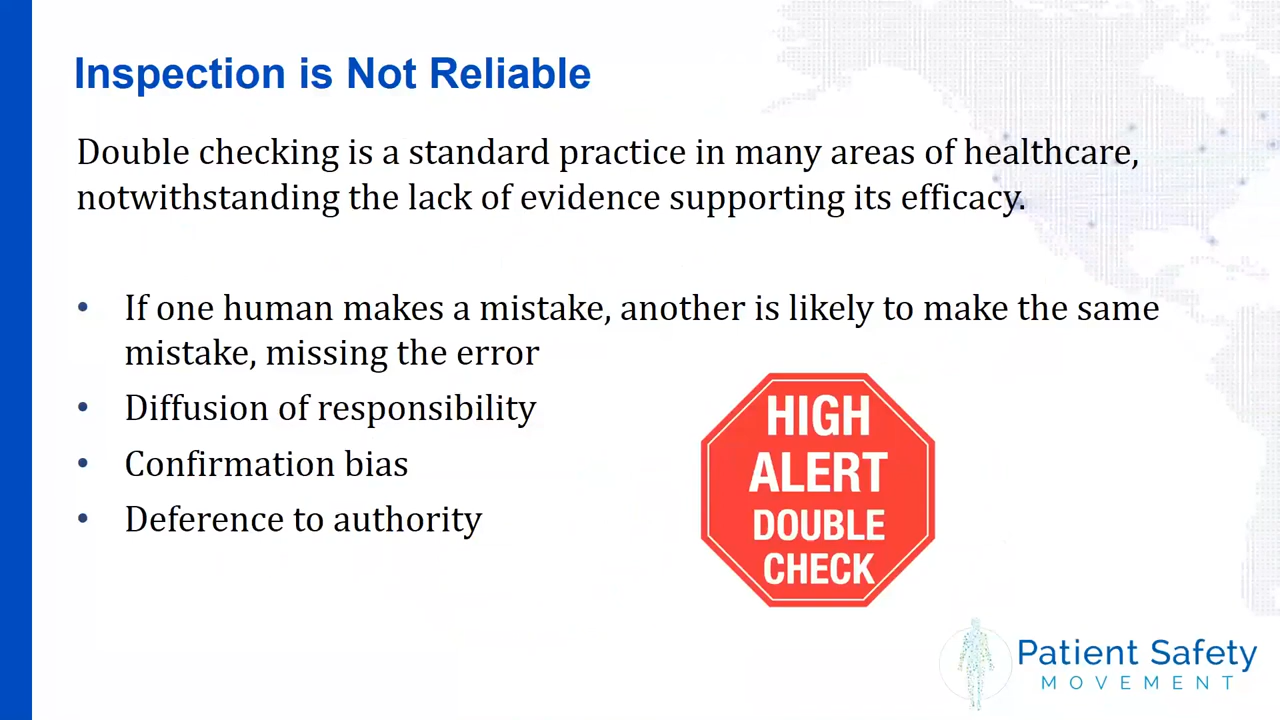 Inspection is Not Reliable
Double checking is a standard practice in many areas of healthcare,
notwithstanding the lack of evidence supporting its efficacy.
• If one human makes a mistake, another is likely to make the same
mistake, missing the error
• Diffusion of responsibility
• Confirmation bias
• Deference to authority
HIGH
ALERT
DOUBLE
CHECK
Patient Safety
MOVEMENT